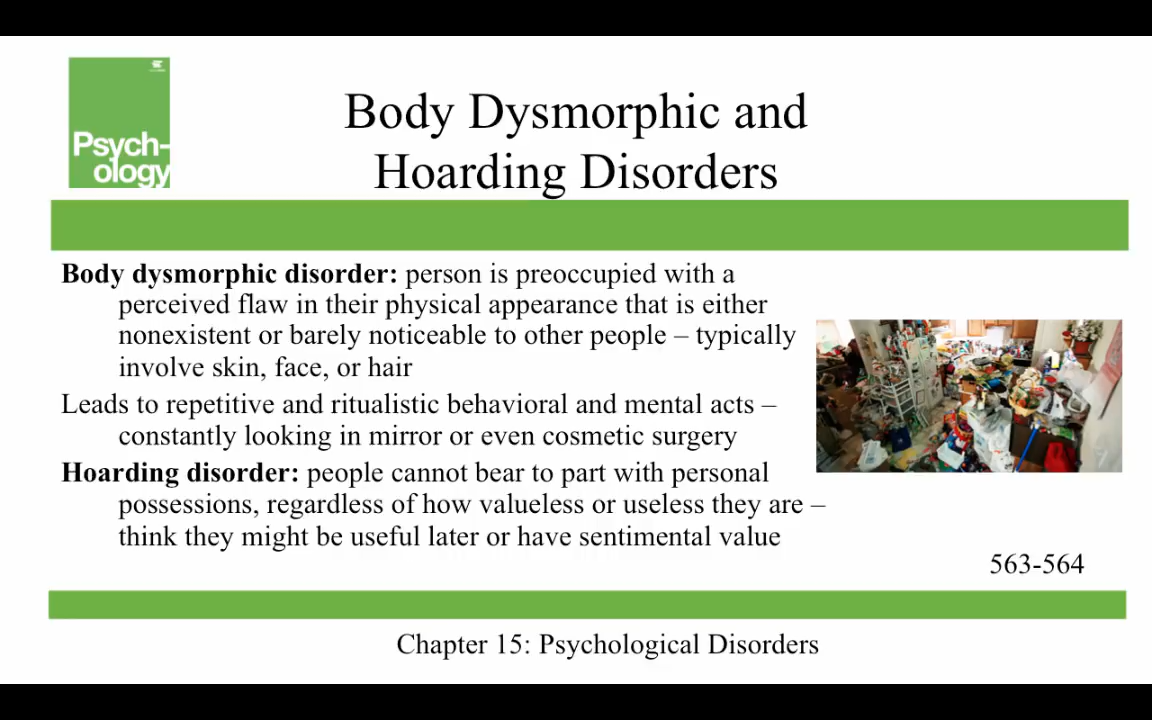 Psych-
ology
Body Dysmorphic and
Hoarding Disorders
Body dysmorphic disorder: person is preoccupied with a
perceived flaw in their physical appearance that is either
nonexistent or barely noticeable to other people – typically
involve skin, face, or hair
Leads to repetitive and ritualistic behavioral and mental acts –
constantly looking in mirror or even cosmetic surgery
Hoarding disorder: people cannot bear to part with personal
possessions, regardless of how valueless or useless they are –
think they might be useful later or have sentimental value
563-564
Chapter 15: Psychological Disorders